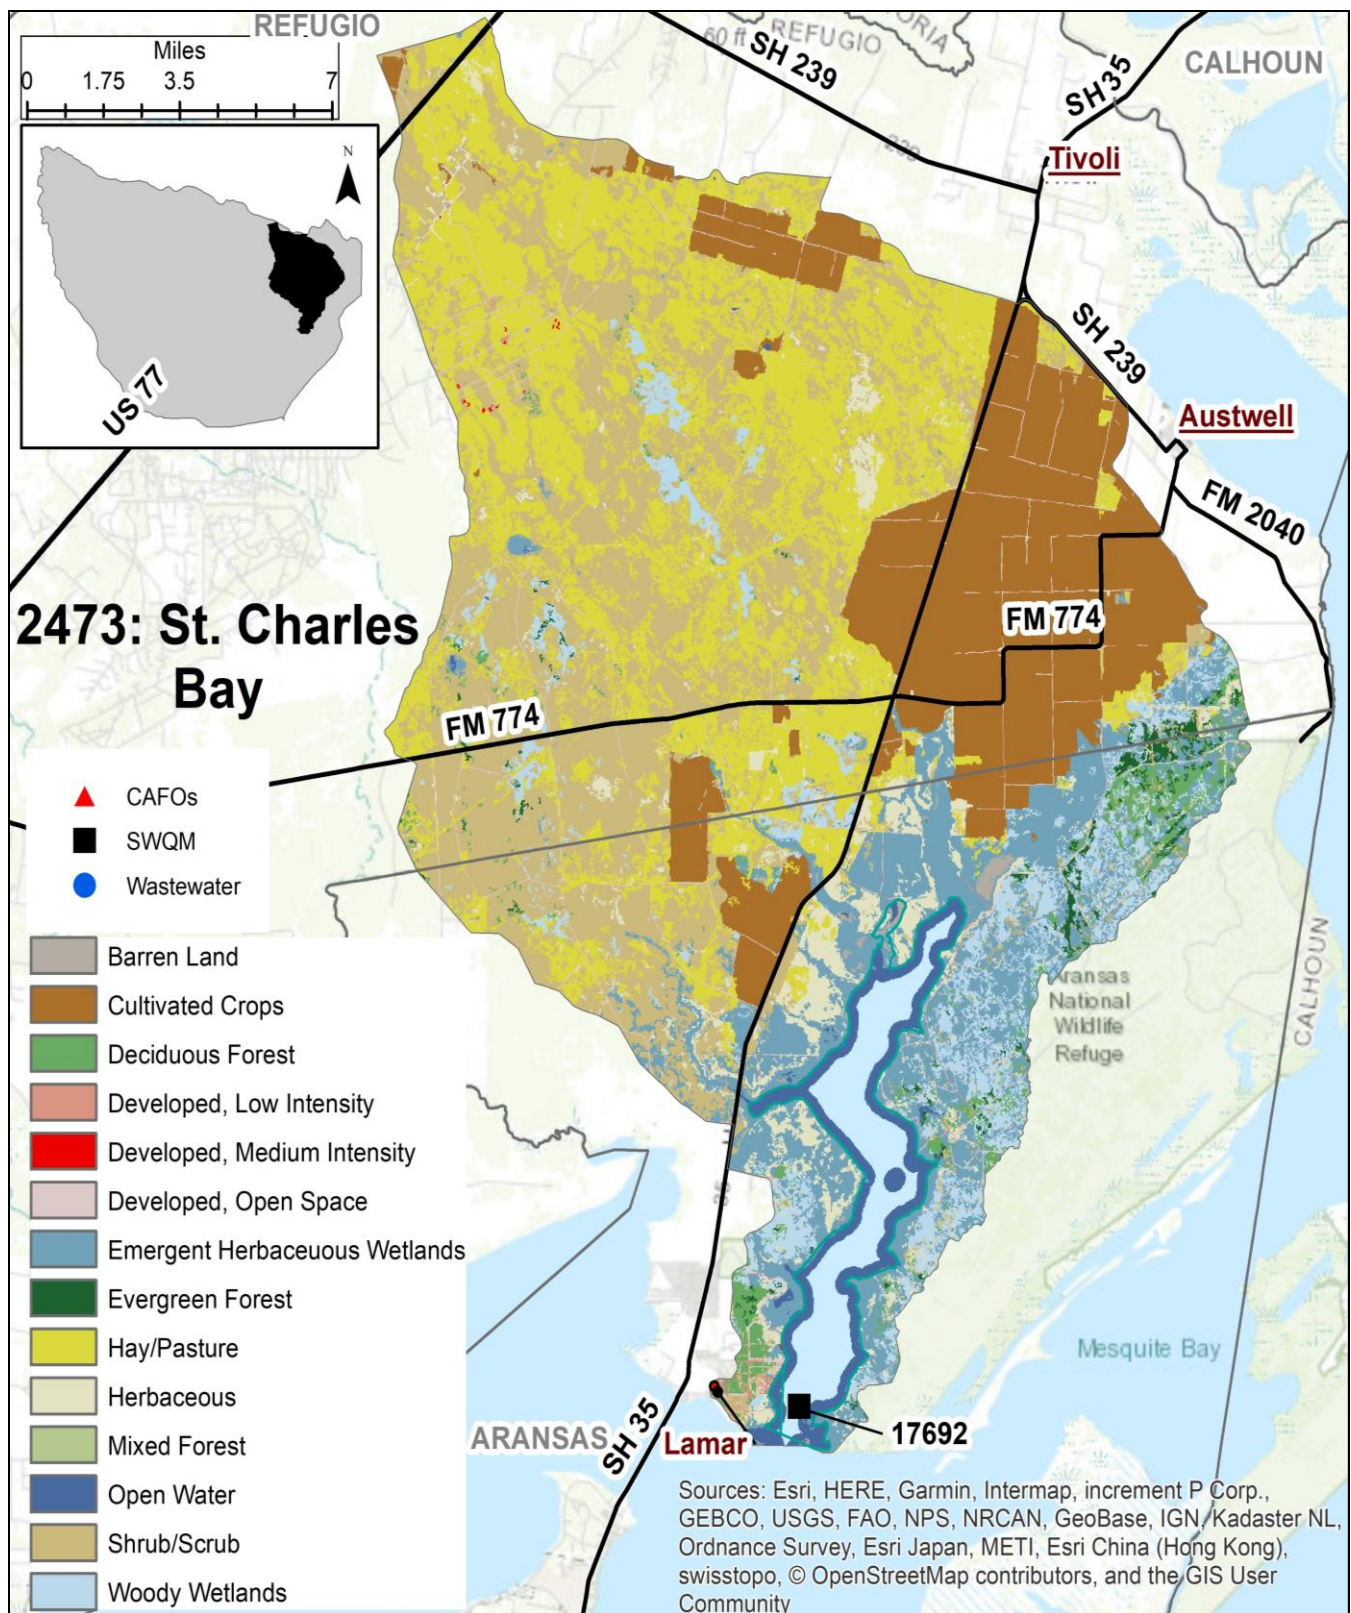 REFUGIO
Miles
0 1.75 3.5 7
N
US 77
60 ft
REFUGIO
SH 239
SH 35
CALHOUN
239
Tivoli
SH 239
Austwell
FM 2040
2473: St. Charles
Bay
FM 774
FM 774
CAFOs
SWQM
Wastewater
Barren Land
Cultivated Crops
Deciduous Forest
Developed, Low Intensity
Developed, Medium Intensity
Developed, Open Space
Emergent Herbaceuous Wetlands
Evergreen Forest
Hay/Pasture
Herbaceous
Mixed Forest
Open Water
Shrub/Scrub
Woody Wetlands
Aransas
National
Wildlife
Refuge
CALHOUN
Mesquite Bay
35
ARANSAS
SH 35
Lamar
17692
Sources: Esri, HERE, Garmin, Intermap, increment P Corp.,
GEBCO, USGS, FAO, NPS, NRCAN, GeoBase, IGN, Kadaster NL,
Ordnance Survey, Esri Japan, METI, Esri China (Hong Kong),
swisstopo, © OpenStreetMap contributors, and the GIS User
Community